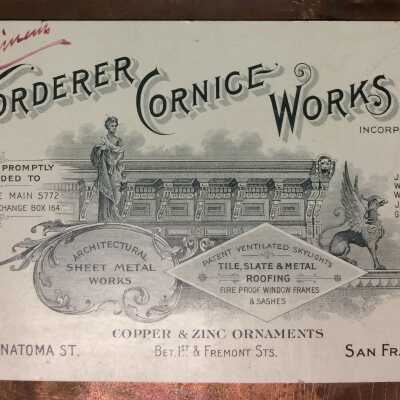 ORDERER CORNICE WORKS
INCORP
PROMPTLY
DED TO
E MAIN 5772
CHANGE BOX 164
J
W
W
J
G
ARCHITECTURAL
SHEET METAL
WORKS
PATENT VENTILATED SKYLIGHTS
TILE, SLATE & METAL
ROOFING
FIRE PROOF WINDOW FRAMES
& SASHES
COPPER & ZINC ORNAMENTS
NATOMA ST. BET. 1ST & FREMONT STS. SAN FRA